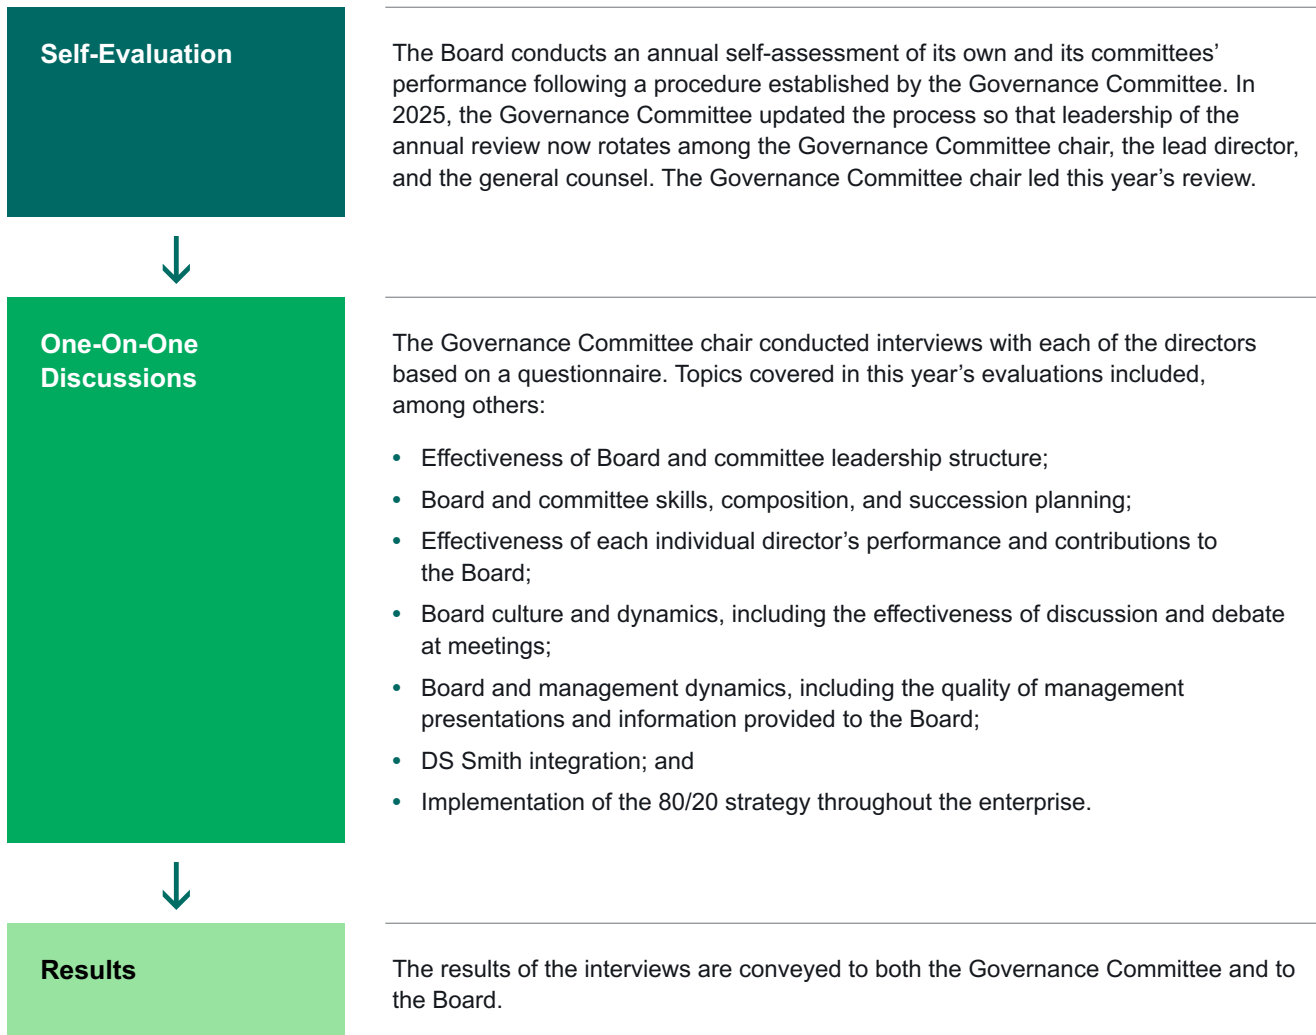 Self-Evaluation
The Board conducts an annual self-assessment of its own and its committees’
performance following a procedure established by the Governance Committee. In
2025, the Governance Committee updated the process so that leadership of the
annual review now rotates among the Governance Committee chair, the lead director,
and the general counsel. The Governance Committee chair led this year’s review.
One-On-One
Discussions
The Governance Committee chair conducted interviews with each of the directors
based on a questionnaire. Topics covered in this year’s evaluations included,
among others:
• Effectiveness of Board and committee leadership structure;
• Board and committee skills, composition, and succession planning;
• Effectiveness of each individual director’s performance and contributions to
the Board;
• Board culture and dynamics, including the effectiveness of discussion and debate
at meetings;
• Board and management dynamics, including the quality of management
presentations and information provided to the Board;
• DS Smith integration; and
• Implementation of the 80/20 strategy throughout the enterprise.
Results
The results of the interviews are conveyed to both the Governance Committee and to
the Board.